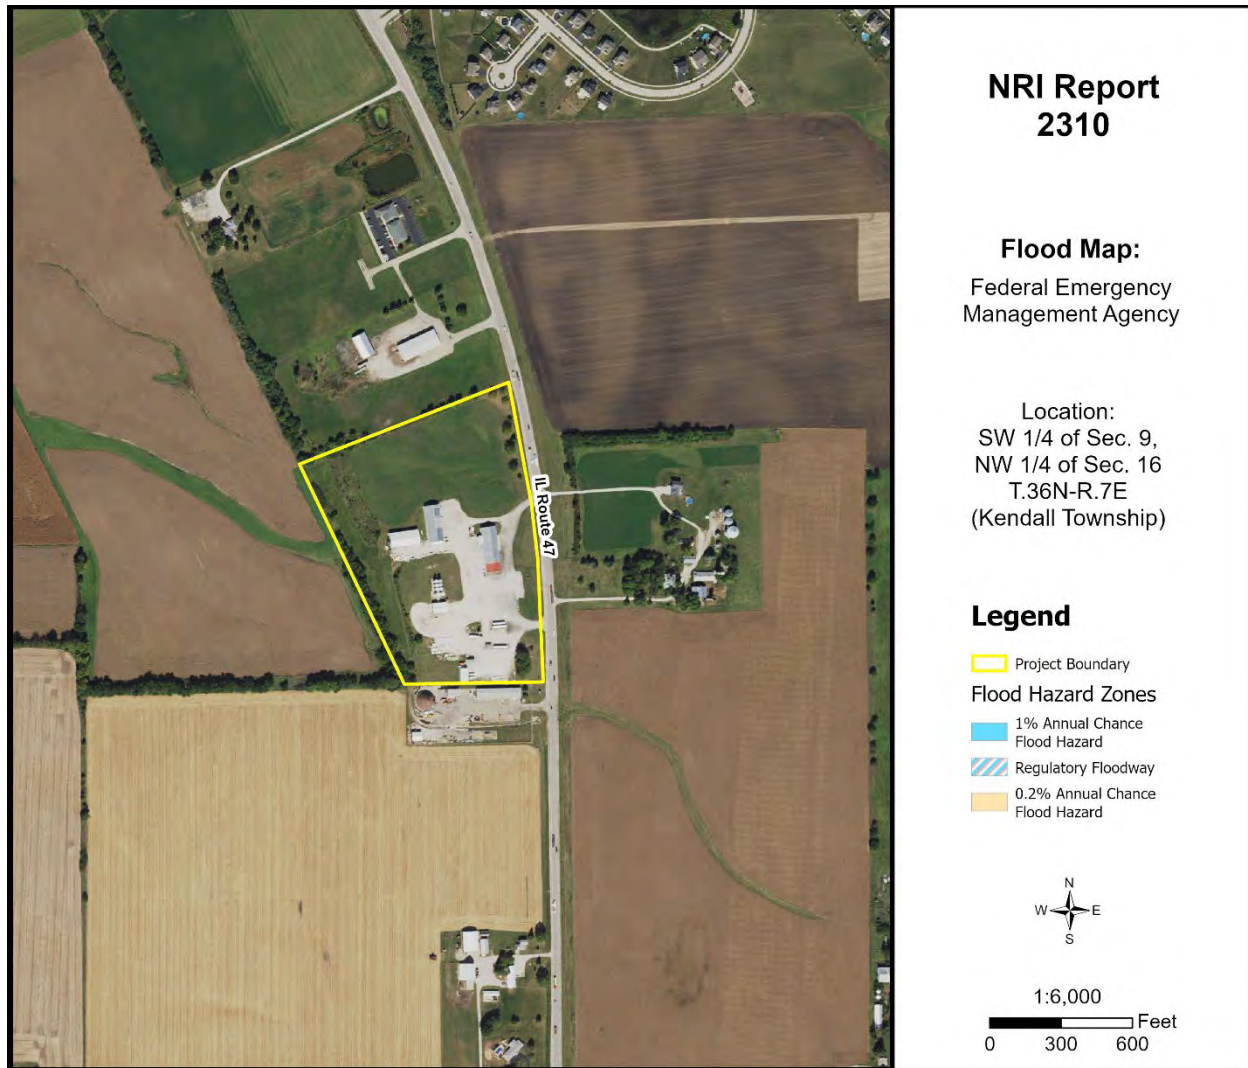 NRI Report
2310
Flood Map:
Federal Emergency
Management Agency
Location:
SW 1/4 of Sec. 9,
NW 1/4 of Sec. 16
T.36N-R.7E
(Kendall Township)
Legend
Project Boundary
Flood Hazard Zones
1% Annual Chance
Flood Hazard
Regulatory Floodway
0.2% Annual Chance
Flood Hazard
N
W E
S
1:6,000
Feet
0 300 600
IL Route 47